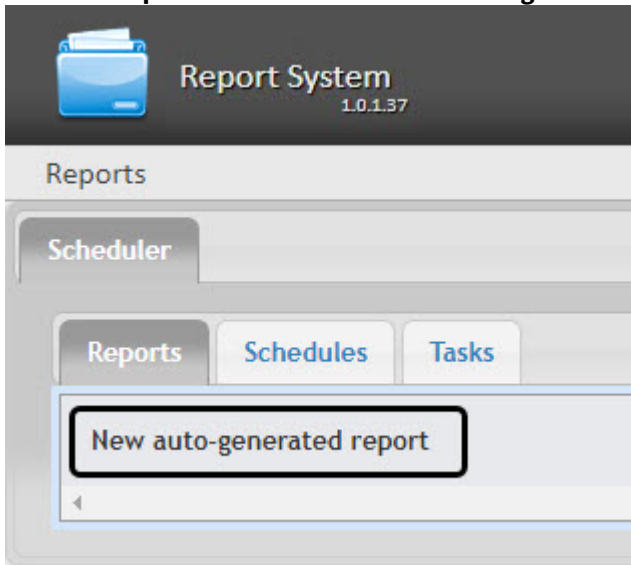 Report System
1.0.1.37
Reports
Scheduler
Reports Schedules Tasks
New auto-generated report